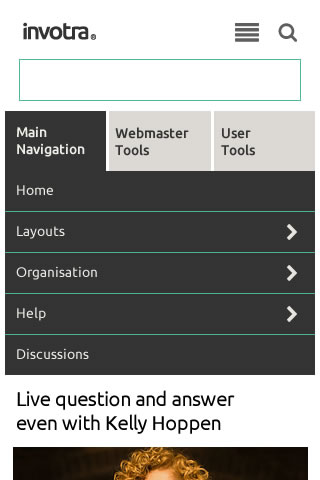 invotra®
Main
Navigation
Webmaster
Tools
User
Tools
Home
Layouts
Organisation
Help
Discussions
Live question and answer
even with Kelly Hoppen